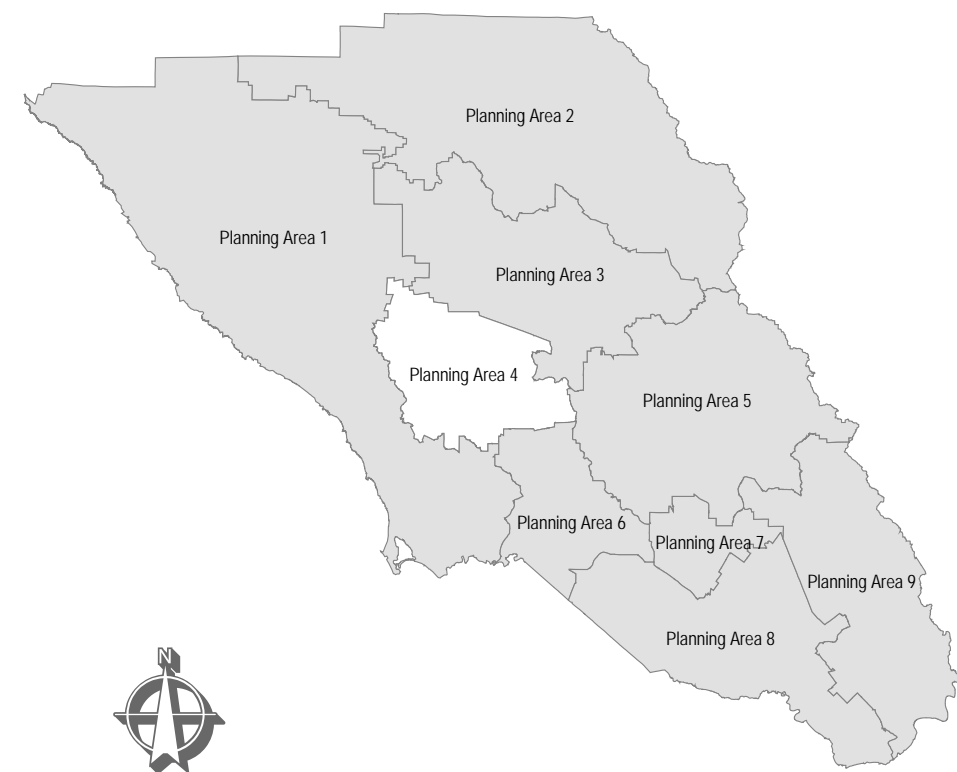 Planning Area 2
Planning Area 1
Planning Area 3
Planning Area 4
Planning Area 5
Planning Area 6
Planning Area 7
Planning Area 9
Planning Area 8
N